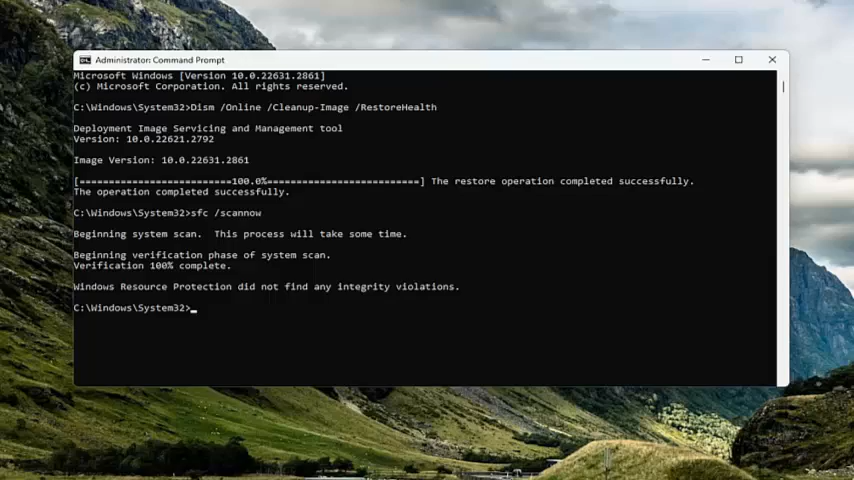 Administrator: Command Prompt
Microsoft Windows [Version 10.0.22631.2861]
(c) Microsoft Corporation. All rights reserved.
C:\Windows\System32>Dism /Online /Cleanup-Image /RestoreHealth
Deployment Image Servicing and Management tool
Version: 10.0.22621.2792
Image Version: 10.0.22631.2861
[===========================100.0%==========================] The restore operation completed successfully.
The operation completed successfully.
C:\Windows\System32>sfc /scannow
Beginning system scan.  This process will take some time.
Beginning verification phase of system scan.
Verification 100% complete.
Windows Resource Protection did not find any integrity violations.
C:\Windows\System32>